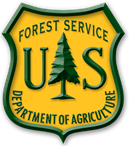 FOREST SERVICE
U S
DEPARTMENT OF AGRICULTURE